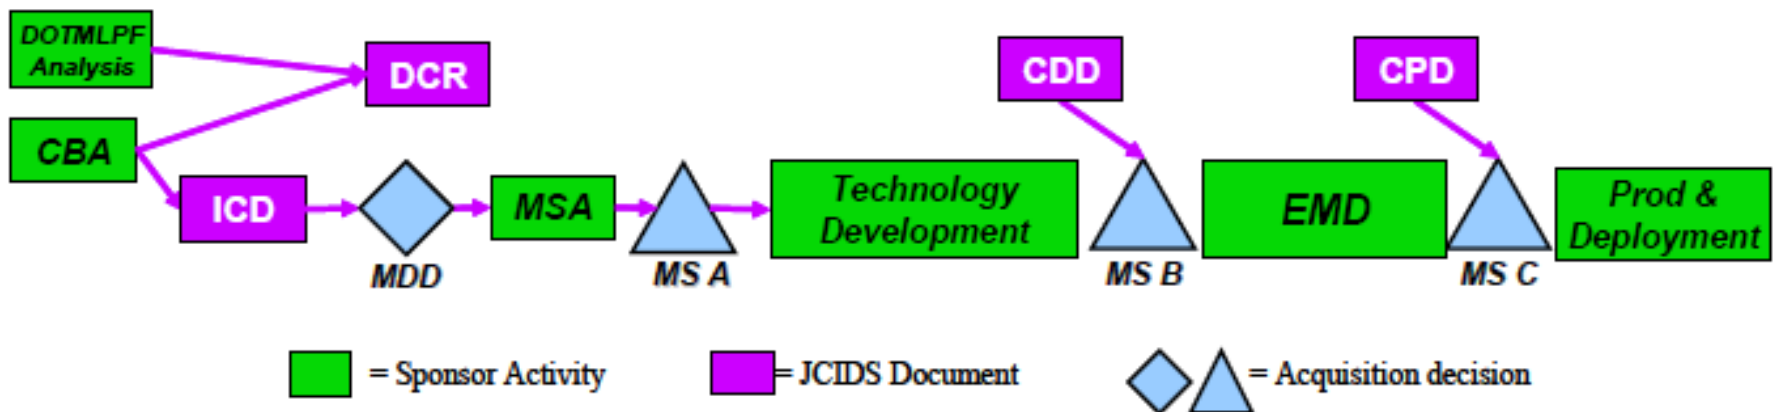 DOTMLPF
Analysis
DCR
CDD
CPD
CBA
ICD
MSA
Technology
Development
EMD
Prod &
Deployment
MDD
MS A
MS B
MS C
= Sponsor Activity
= JCIDS Document
= Acquisition decision